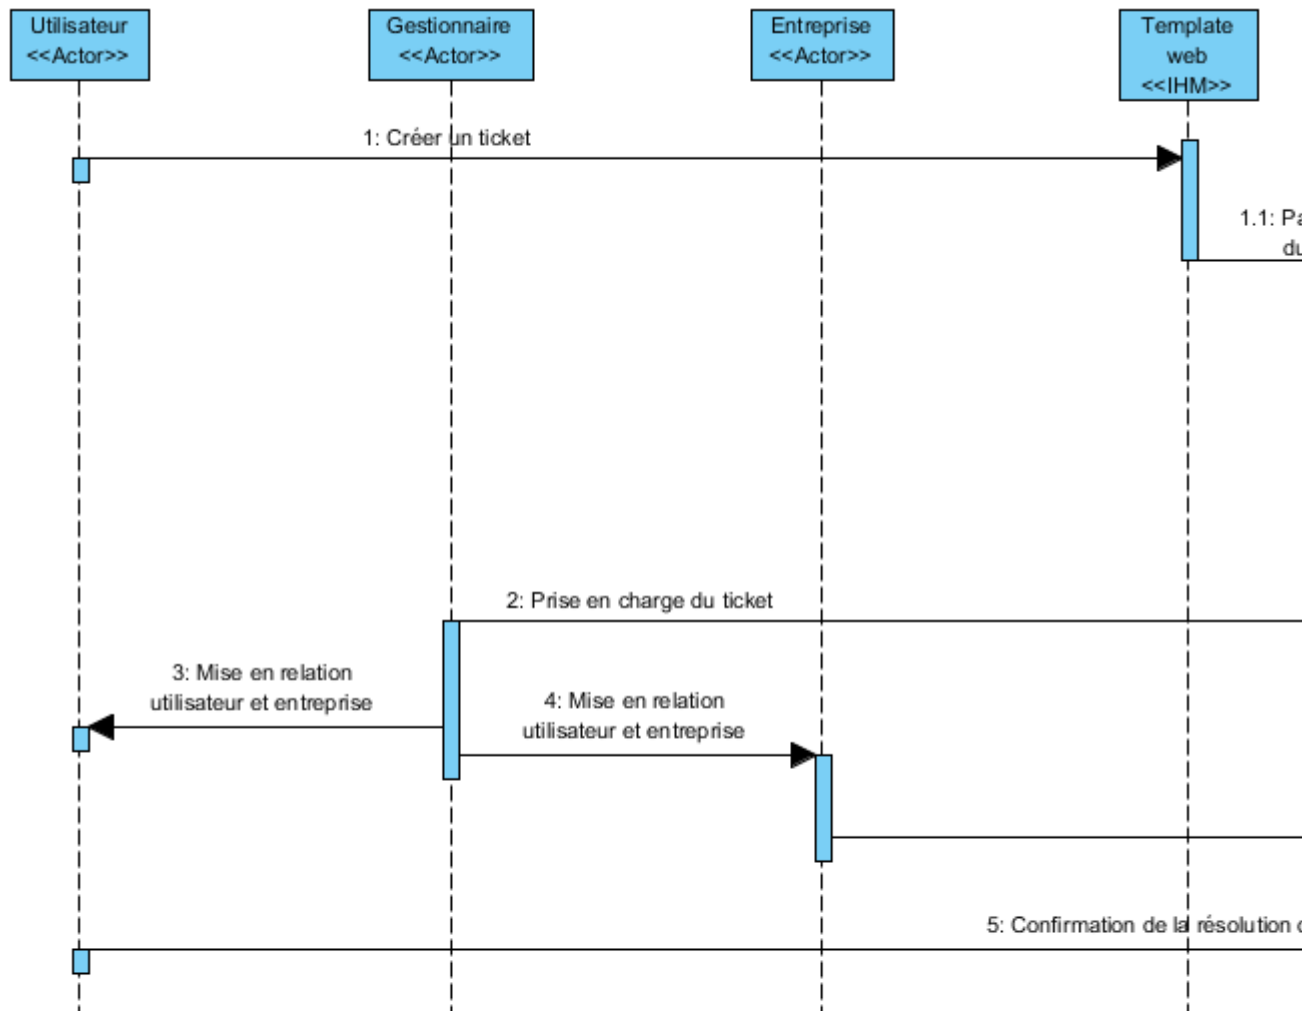 Utilisateur
<<Actor>>
Gestionnaire
<<Actor>>
Entreprise
<<Actor>>
Template
web
<<IHM>>
1: Créer un ticket
1.1:
2: Prise en charge du ticket
3: Mise en relation
utilisateur et entreprise
4: Mise en relation
utilisateur et entreprise
5: Confirmation de la résolution